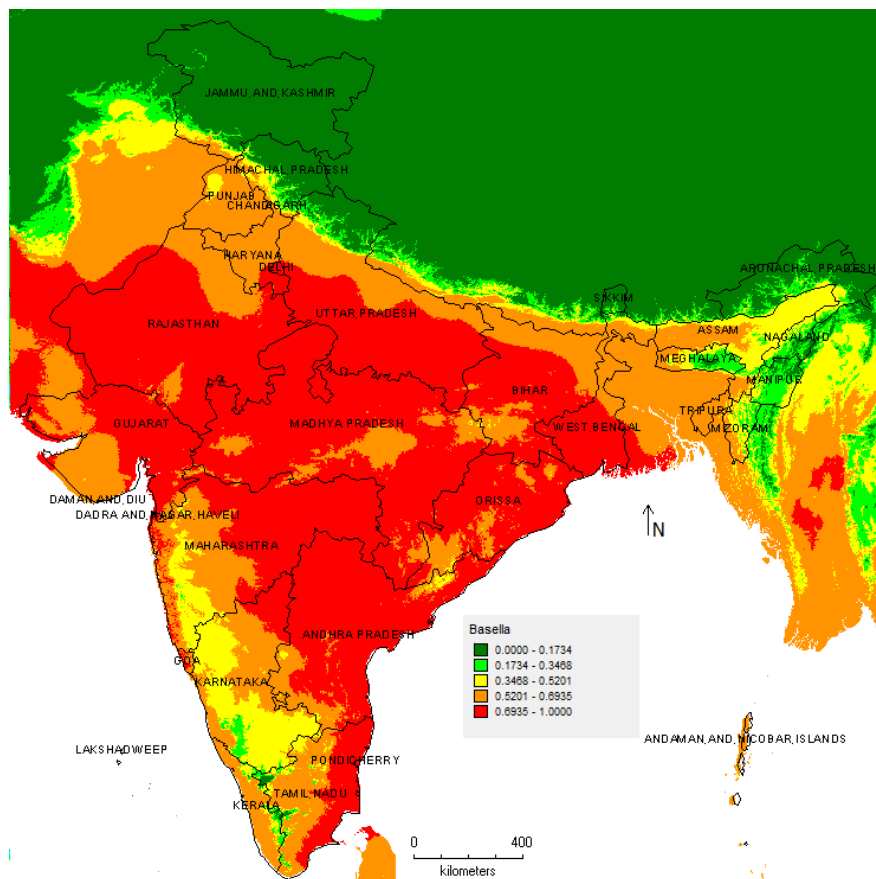 JAMMU,AND,KASHMIR
HIMACHAL PRADESH
PUNJAB
CHANDIGARH
HARYANA
DELHI
ARUNACHAL PRADESH
SIKKIM
UTTAR,PRADESH
RAJASTHAN
ASSAM
NAGALAND
MEGHALAYA
MANIPUR
BIHAR
TRIPURA
MIZORAM
GUJARAT
MADHYA PRADESH
WEST BENGAL
DAMAN,AND,DIU
ORISSA
DADRA AND,NAGAR,HAVELI
N
MAHARASHTRA
Basella
0.0000 - 0.1734
0.1734 - 0.3468
0.3468 - 0.5201
0.5201 - 0.6935
0.6935 - 1.0000
ANDHRA PRADESH
GOA
KARNATAKA
ANDAMAN,AND,NICOBAR,ISLANDS
LAKSHADWEEP
PONDICHERRY
TAMIL,NADU
KERALA
0 400
kilometers